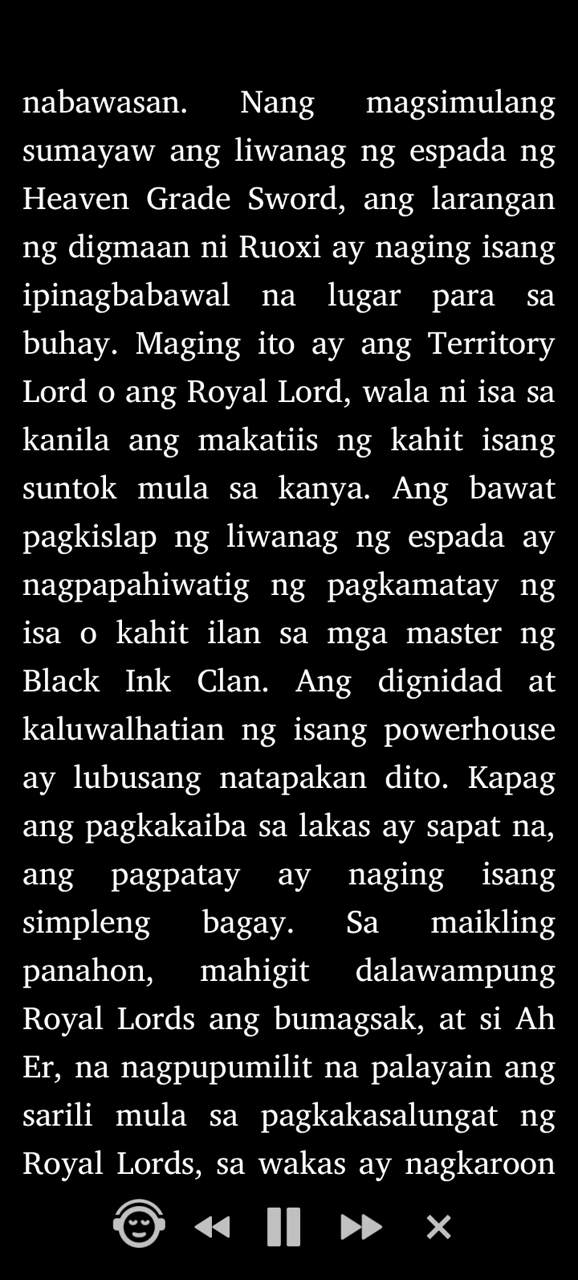 nabawasan. Nang magsimulang
sumayaw ang liwanag ng espada ng
Heaven Grade Sword, ang larangan
ng digmaan ni Ruoxi ay naging isang
ipinagbabawal na lugar para sa
buhay. Maging ito ay ang Territory
Lord o ang Royal Lord, wala ni isa sa
kanila ang makatiis ng kahit isang
suntok mula sa kanya. Ang bawat
pagkislap ng liwanag ng espada ay
nagpapahiwatig ng pagkamatay ng
isa o kahit ilan sa mga master ng
Black Ink Clan. Ang dignidad at
kaluwalhatian ng isang powerhouse
ay lubusang natapakan dito. Kapag
ang pagkakaiba sa lakas ay sapat na,
ang pagpatay ay naging isang
simpleng bagay. Sa maikling
panahon, mahigit dalawampung
Royal Lords ang bumagsak, at si Ah
Er, na nagpupumilit na palayain ang
sarili mula sa pagkakasalungat ng
Royal Lords, sa wakas ay nagkaroon